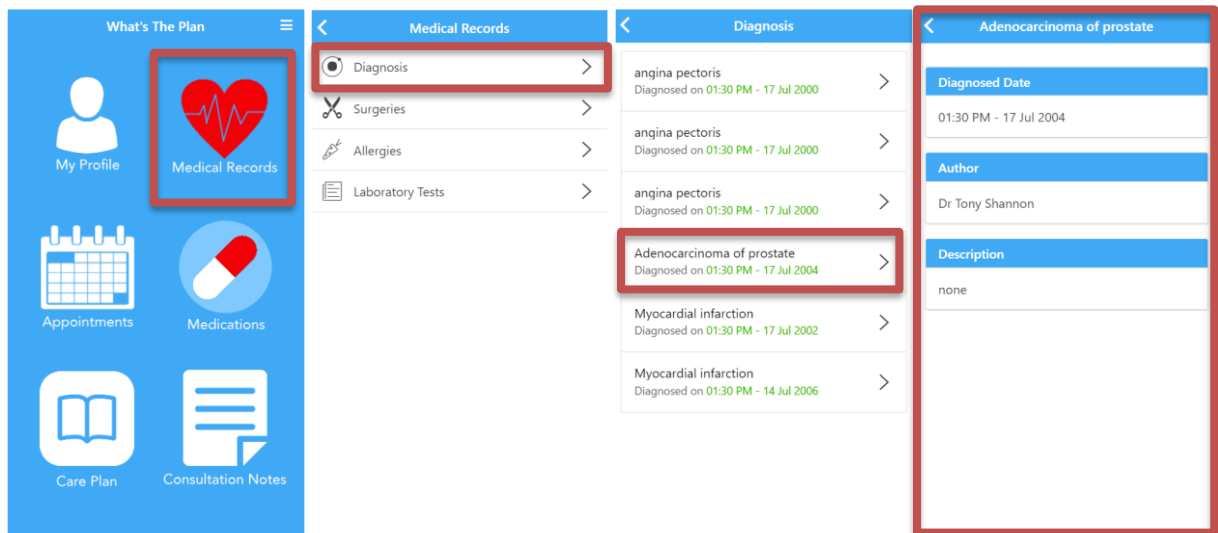 What's The Plan
My Profile
Medical Records
Appointments
Medications
Care Plan
Consultation Notes
Medical Records
Diagnosis
Surgeries
Allergies
Laboratory Tests
Diagnosis
angina pectoris
Diagnosed on 01:30 PM - 17 Jul 2000
angina pectoris
Diagnosed on 01:30 PM - 17 Jul 2000
angina pectoris
Diagnosed on 01:30 PM - 17 Jul 2000
Adenocarcinoma of prostate
Diagnosed on 01:30 PM - 17 Jul 2004
Myocardial infarction
Diagnosed on 01:30 PM - 17 Jul 2002
Myocardial infarction
Diagnosed on 01:30 PM - 14 Jul 2006
Adenocarcinoma of prostate
Diagnosed Date
01:30 PM - 17 Jul 2004
Author
Dr Tony Shannon
Description
none